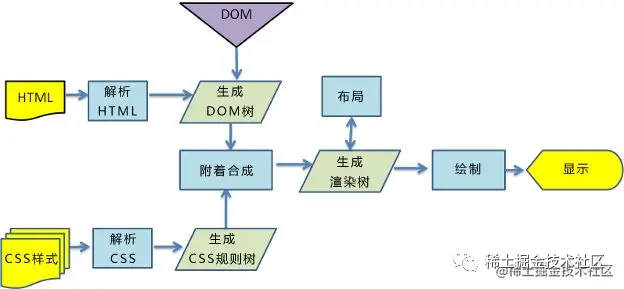 DOM
HTML
解析
HTML
生成
DOM树
布局
附着合成
生成
渲染树
绘制
显示
CSS样式
解析
CSS
生成
CSS规则树
稀土掘金技术社区
@稀土掘金技术社区